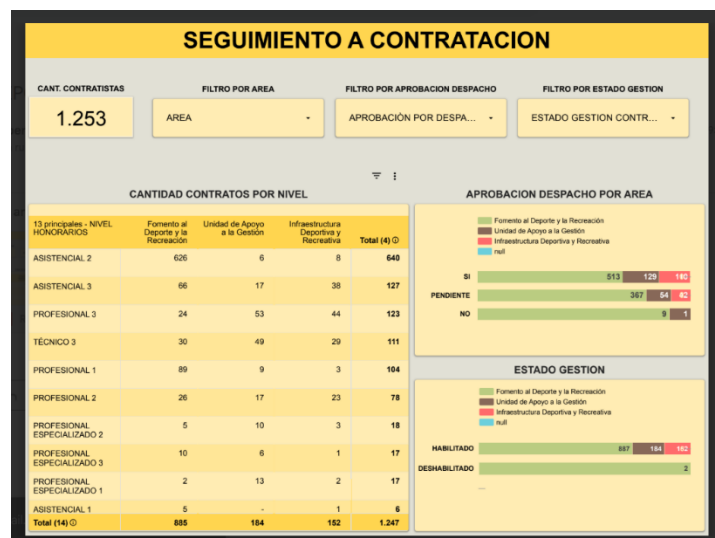 SEGUIMIENTO A CONTRATACION
CANT. CONTRATISTAS
FILTRO POR AREA
FILTRO POR APROBACION DESPACHO
FILTRO POR ESTADO GESTION
1.253
AREA
APROBACIÓN POR DESPA...
ESTADO GESTION CONTR...
CANTIDAD CONTRATOS POR NIVEL
13 principales - NIVEL HONORARIOS Fomento al Deporte y la Recreación Unidad de Apoyo a la Gestión Infraestructura Deportiva y Recreativa Total (4)
ASISTENCIAL 2 626 6 8 640
ASISTENCIAL 3 66 17 38 127
PROFESIONAL 3 24 53 44 123
TÉCNICO 3 30 49 29 111
PROFESIONAL 1 89 9 3 104
PROFESIONAL 2 26 17 23 78
PROFESIONAL ESPECIALIZADO 2 5 10 3 18
PROFESIONAL ESPECIALIZADO 3 10 6 1 17
PROFESIONAL ESPECIALIZADO 1 2 13 2 17
ASISTENCIAL 1 5 - 1 6
Total (14) 885 184 152 1.247
APROBACION DESPACHO POR AREA
Fomento al Deporte y la Recreación
Unidad de Apoyo a la Gestión
Infraestructura Deportiva y Recreativa
null
SI 513 129
PENDIENTE 367 54 82
NO 9 1
ESTADO GESTION
Fomento al Deporte y la Recreación
Unidad de Apoyo a la Gestión
Infraestructura Deportiva y Recreativa
null
HABILITADO 887 184
DESHABILITADO 2